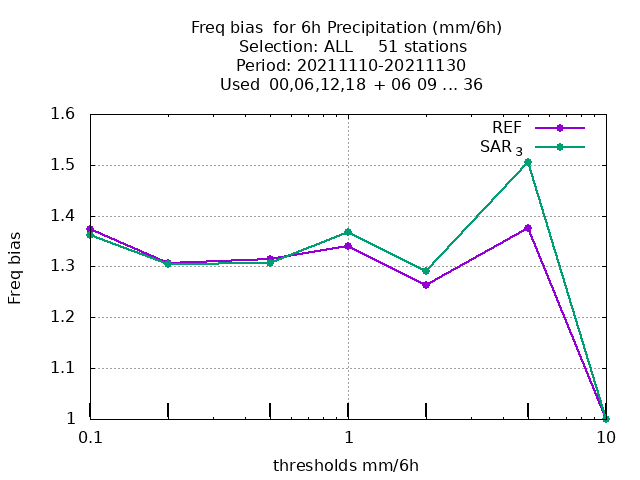 Freq bias  for 6h Precipitation (mm/6h)
Selection: ALL     51 stations
Period: 20211110-20211130
Used  00,06,12,18  + 06 09 ... 36
1.6
1.5
1.4
1.3
1.2
1.1
1
Freq bias
REF
SAR 3
0.1
1
10
thresholds mm/6h